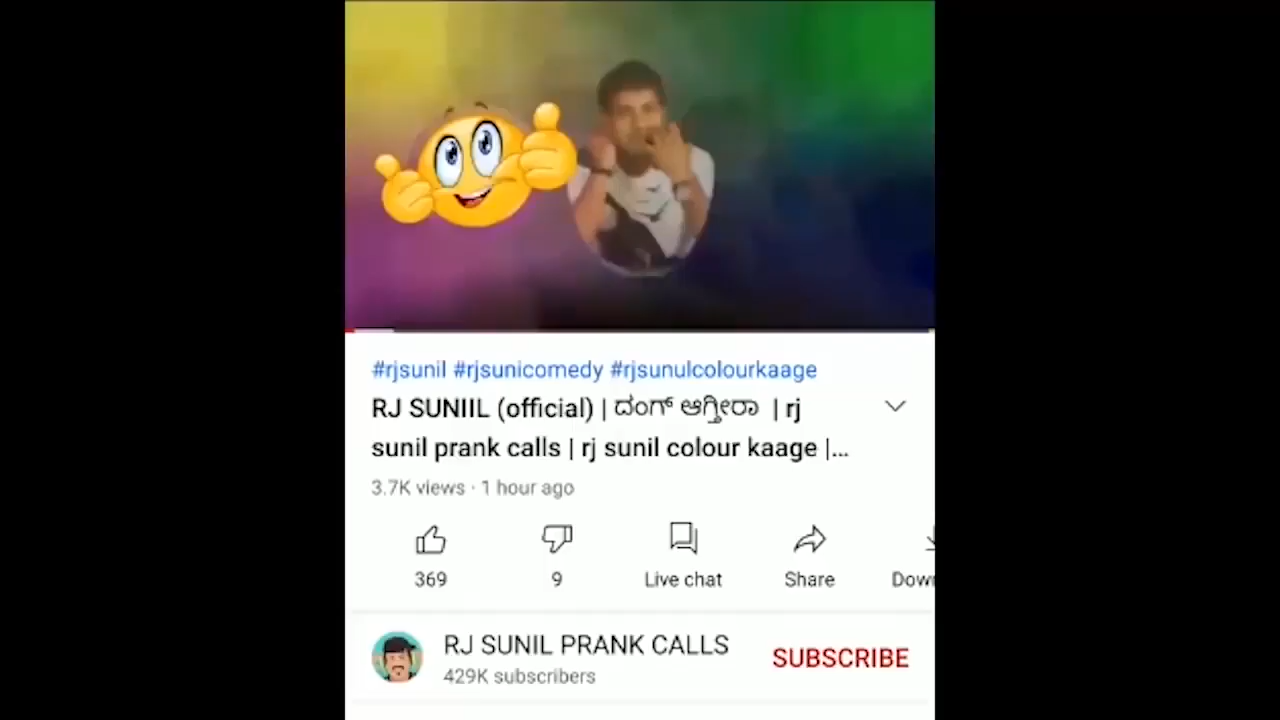 #rjsunil #rjsunicomedy #rjsunulcolourkaage
RJ SUNIIL (official) | ದಂಗ್ ಆಗ್ತೀರಾ | rj
sunil prank calls | rj sunil colour kaage |...
3.7K views · 1 hour ago
369 9 Live chat Share Down
RJ SUNIL PRANK CALLS
429K subscribers
SUBSCRIBE